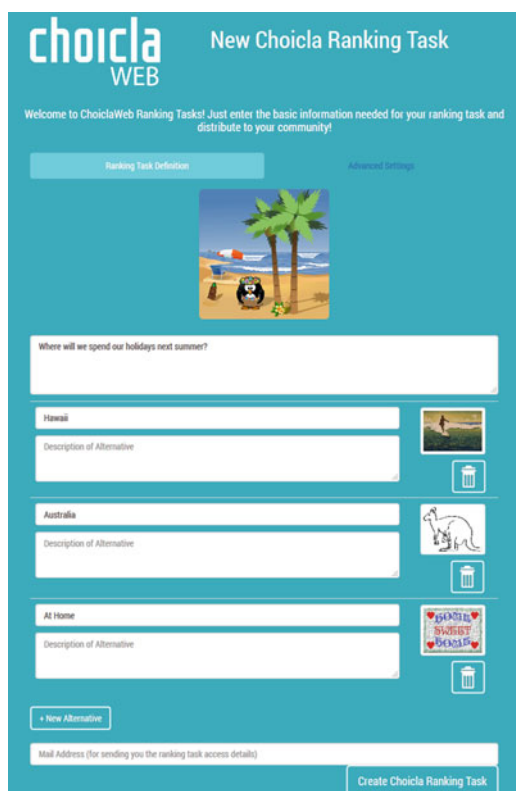 choicla
WEB
New Choicla Ranking Task
Welcome to ChoiclaWeb Ranking Tasks! Just enter the basic information needed for your ranking task and
distribute to your community!
Ranking Task Definition
Advanced Settings
Where will we spend our holidays next summer?
Hawaii
Description of Alternative
Australia
Description of Alternative
At Home
HOME
SWEET
HOME
Description of Alternative
+ New Alternative
Mail Address (for sending you the ranking task access details)
Create Choicla Ranking Task